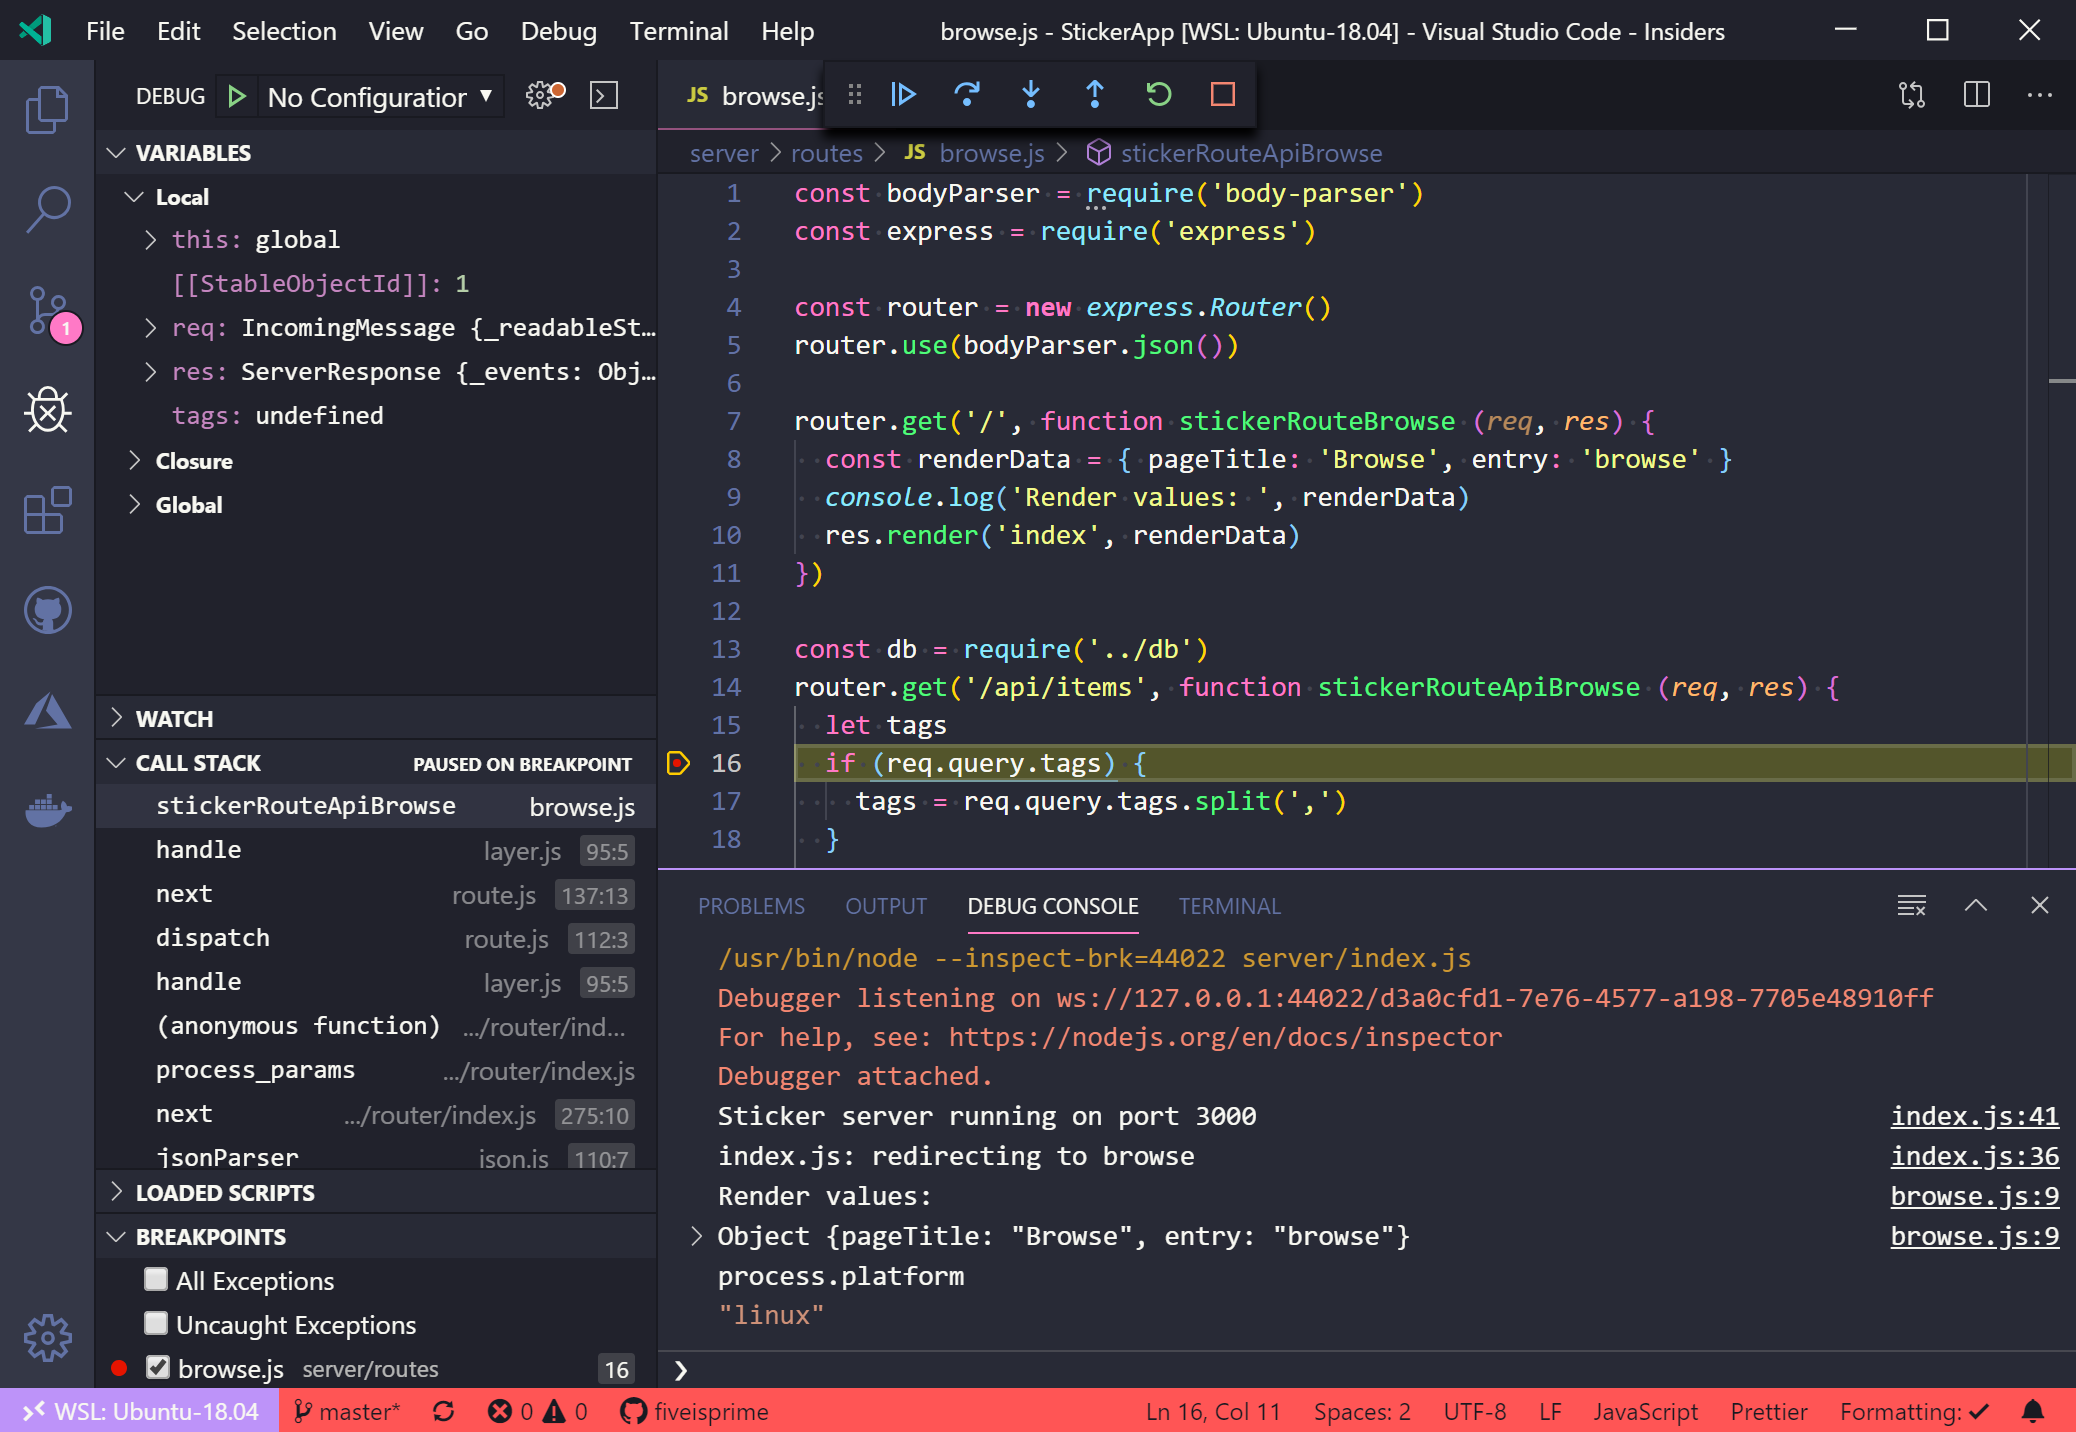 File Edit Selection View Go Debug Terminal Help browse.js - StickerApp [WSL: Ubuntu-18.04] - Visual Studio Code - Insiders
DEBUG No Configuration
VARIABLES
Local
this: global
[[StableObjectId]]: 1
req: IncomingMessage {_readableSt…
res: ServerResponse {_events: Obj…
tags: undefined
Closure
Global
WATCH
CALL STACK PAUSED ON BREAKPOINT
stickerRouteApiBrowse browse.js
handle layer.js 95:5
next route.js 137:13
dispatch route.js 112:3
handle layer.js 95:5
(anonymous function) .../router/ind...
process_params .../router/index.js
next .../router/index.js 275:10
jsonParser json.js 110:7
LOADED SCRIPTS
BREAKPOINTS
All Exceptions
Uncaught Exceptions
browse.js server/routes 16
1
JS browse.js
server > routes > JS browse.js > stickerRouteApiBrowse
1 const bodyParser = require('body-parser')
2 const express = require('express')
3
4 const router = new express.Router()
5 router.use(bodyParser.json())
6
7 router.get('/', function stickerRouteBrowse (req, res) {
8 const renderData = { pageTitle: 'Browse', entry: 'browse' }
9 console.log('Render values: ', renderData)
10 res.render('index', renderData)
11 })
12
13 const db = require('../db')
14 router.get('/api/items', function stickerRouteApiBrowse (req, res) {
15 let tags
16 if (req.query.tags) {
17 tags = req.query.tags.split(',')
18 }
PROBLEMS OUTPUT DEBUG CONSOLE TERMINAL
/usr/bin/node --inspect-brk=44022 server/index.js
Debugger listening on ws://127.0.0.1:44022/d3a0cfd1-7e76-4577-a198-7705e48910ff
For help, see: https://nodejs.org/en/docs/inspector
Debugger attached.
Sticker server running on port 3000 index.js:41
index.js: redirecting to browse index.js:36
Render values: browse.js:9
Object {pageTitle: "Browse", entry: "browse"} browse.js:9
process.platform
"linux"
WSL: Ubuntu-18.04 master* 0 0 fiveisprime Ln 16, Col 11 Spaces: 2 UTF-8 LF JavaScript Prettier Formatting: ✓